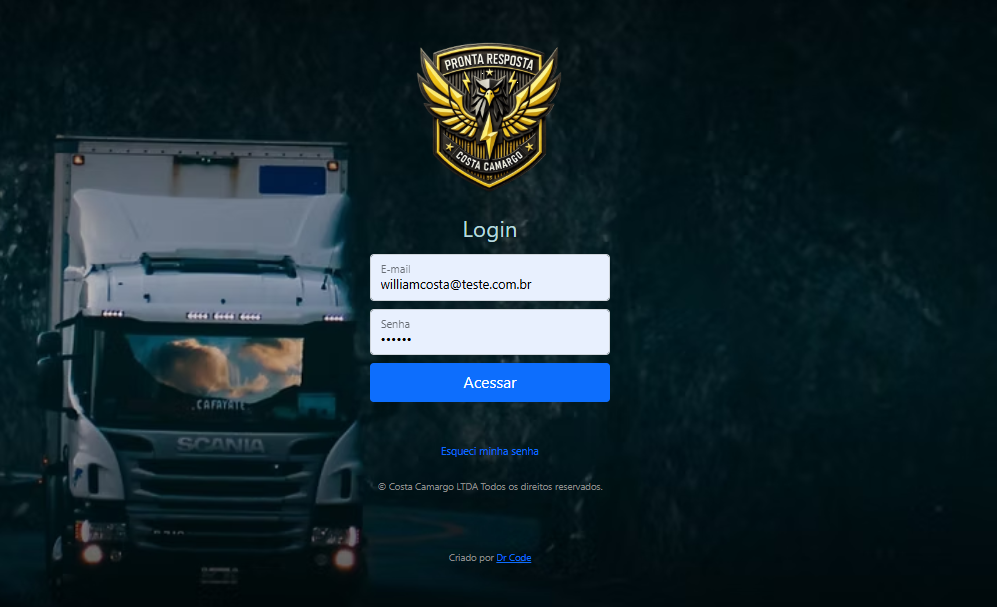 PRONTA RESPOSTA
COSTA CAMARGO
Login
E-mail
williamcosta@teste.com.br
Senha
••••••
Acessar
CAFAYATE
SCANIA
Esqueci minha senha
© Costa Camargo LTDA Todos os direitos reservados.
Criado por Dr Code